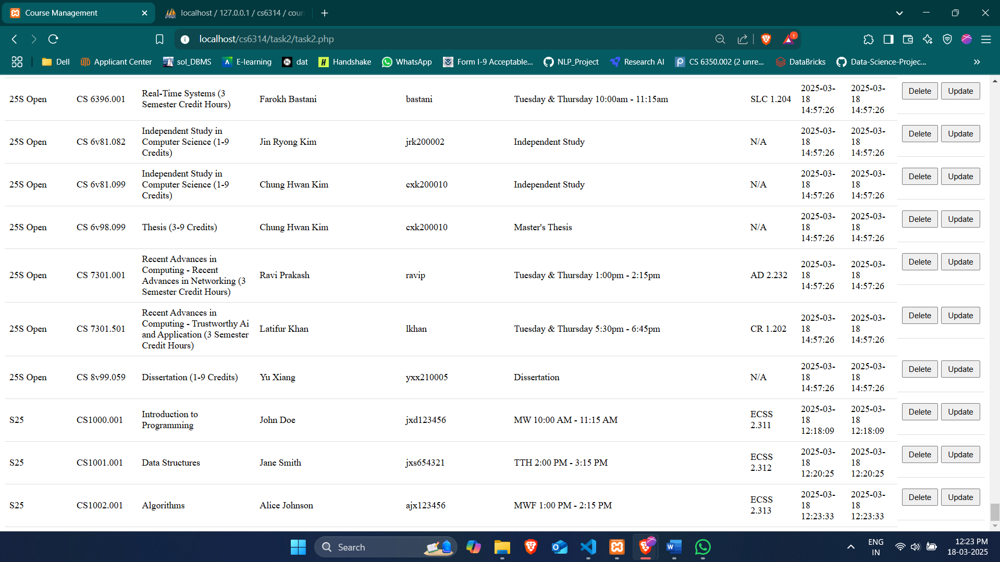 Course Management
localhost / 127.0.0.1 / cs6314 / cour
localhost/cs6314/task2/task2.php
1
Dell
Applicant Center
sol_DBMS
E-learning
dat
Handshake
WhatsApp
Form I-9 Acceptable...
NLP_Project
Research AI
CS 6350.002 (2 unre...
DataBricks
Data-Science-Projec...
25S Open CS 6396.001 Real-Time Systems (3 Farokh Bastani bastani Tuesday & Thursday 10:00am - 11:15am SLC 1.204 2025-03- 2025-03- Delete Update
Semester Credit Hours) 18 18
14:57:26 14:57:26
25S Open CS 6v81.082 Independent Study in Jin Ryong Kim jrk200002 Independent Study N/A 2025-03- 2025-03- Delete Update
Computer Science (1-9 18 18
Credits) 14:57:26 14:57:26
25S Open CS 6v81.099 Independent Study in Chung Hwan Kim cxk200010 Independent Study N/A 2025-03- 2025-03- Delete Update
Computer Science (1-9 18 18
Credits) 14:57:26 14:57:26
25S Open CS 6v98.099 Thesis (3-9 Credits) Chung Hwan Kim cxk200010 Master's Thesis N/A 2025-03- 2025-03- Delete Update
18 18
14:57:26 14:57:26
25S Open CS 7301.001 Recent Advances in Ravi Prakash ravip Tuesday & Thursday 1:00pm - 2:15pm AD 2.232 2025-03- 2025-03- Delete Update
Computing - Recent 18 18
Advances in Networking (3 14:57:26 14:57:26
Semester Credit Hours)
25S Open CS 7301.501 Recent Advances in Latifur Khan lkhan Tuesday & Thursday 5:30pm - 6:45pm CR 1.202 2025-03- 2025-03- Delete Update
Computing - Trustworthy Ai 18 18
and Application (3 Semester 14:57:26 14:57:26
Credit Hours)
25S Open CS 8v99.059 Dissertation (1-9 Credits) Yu Xiang yxx210005 Dissertation N/A 2025-03- 2025-03- Delete Update
18 18
14:57:26 14:57:26
S25 CS1000.001 Introduction to John Doe jxd123456 MW 10:00 AM - 11:15 AM ECSS 2025-03- 2025-03- Delete Update
Programming 2.311 18 18
12:18:09 12:18:09
S25 CS1001.001 Data Structures Jane Smith jxs654321 TTH 2:00 PM - 3:15 PM ECSS 2025-03- 2025-03- Delete Update
2.312 18 18
12:20:25 12:20:25
S25 CS1002.001 Algorithms Alice Johnson ajx123456 MWF 1:00 PM - 2:15 PM ECSS 2025-03- 2025-03- Delete Update
2.313 18 18
12:23:33 12:23:33
Search
ENG
IN
12:23 PM
18-03-2025